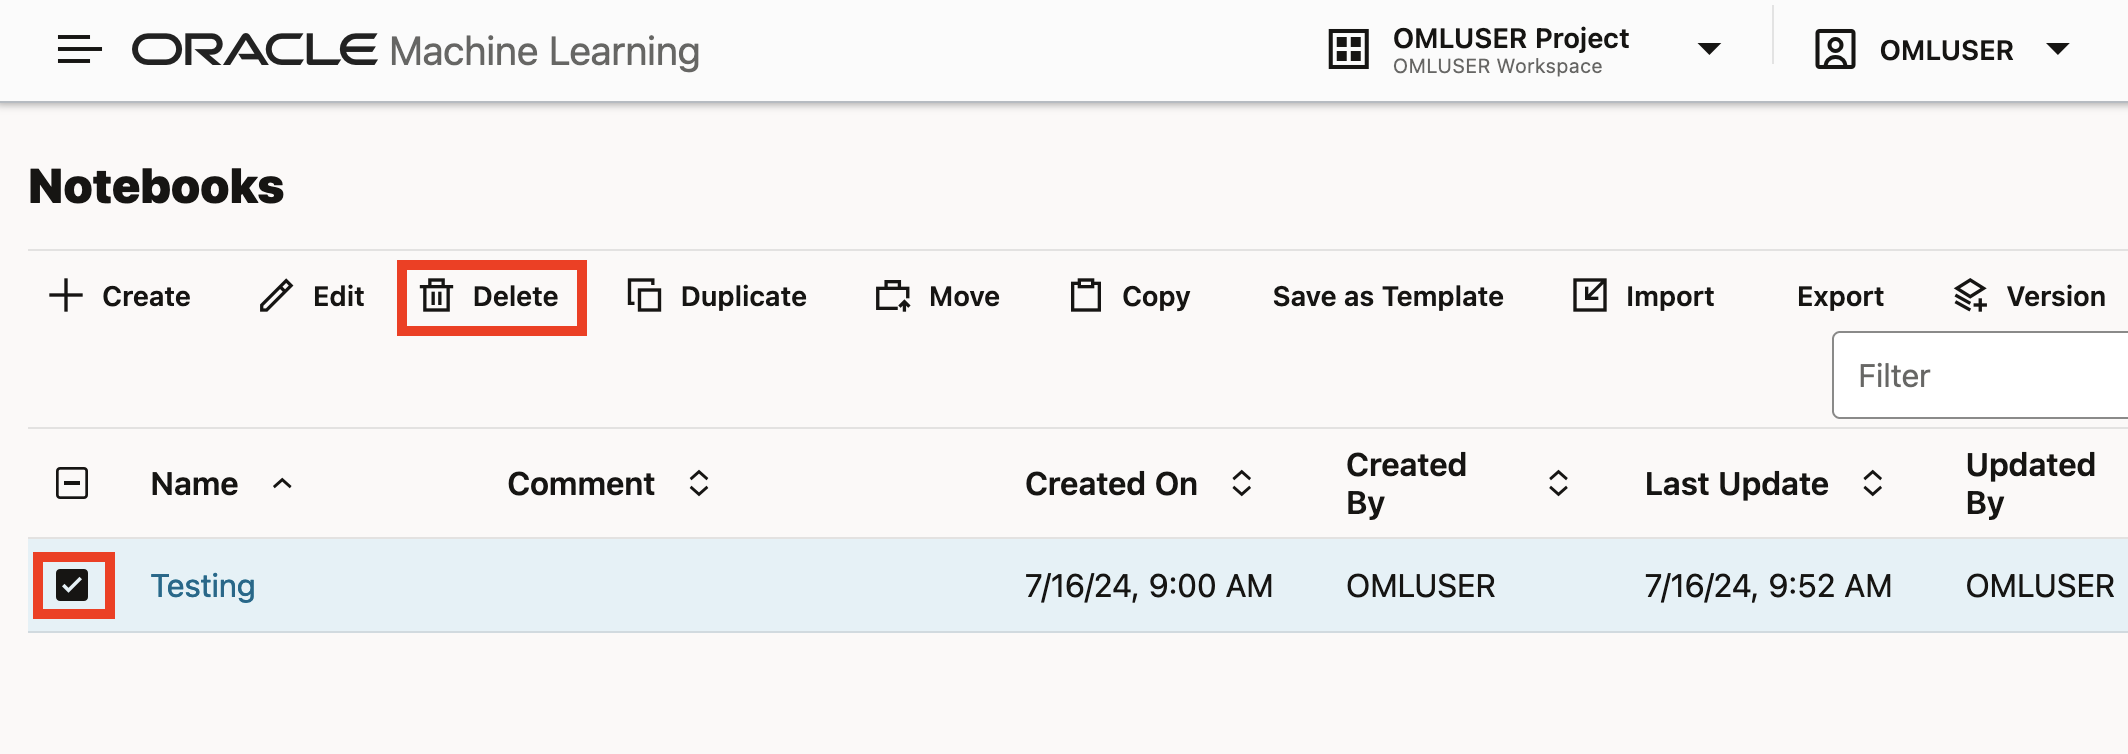 ORACLE Machine Learning
OMLUSER Project
OMLUSER Workspace
OMLUSER
Notebooks
Create Edit Delete Duplicate Move Copy Save as Template Import Export Version
Filter
Name Comment Created On Created By Last Update Updated By
Testing 7/16/24, 9:00 AM OMLUSER 7/16/24, 9:52 AM OMLUSER